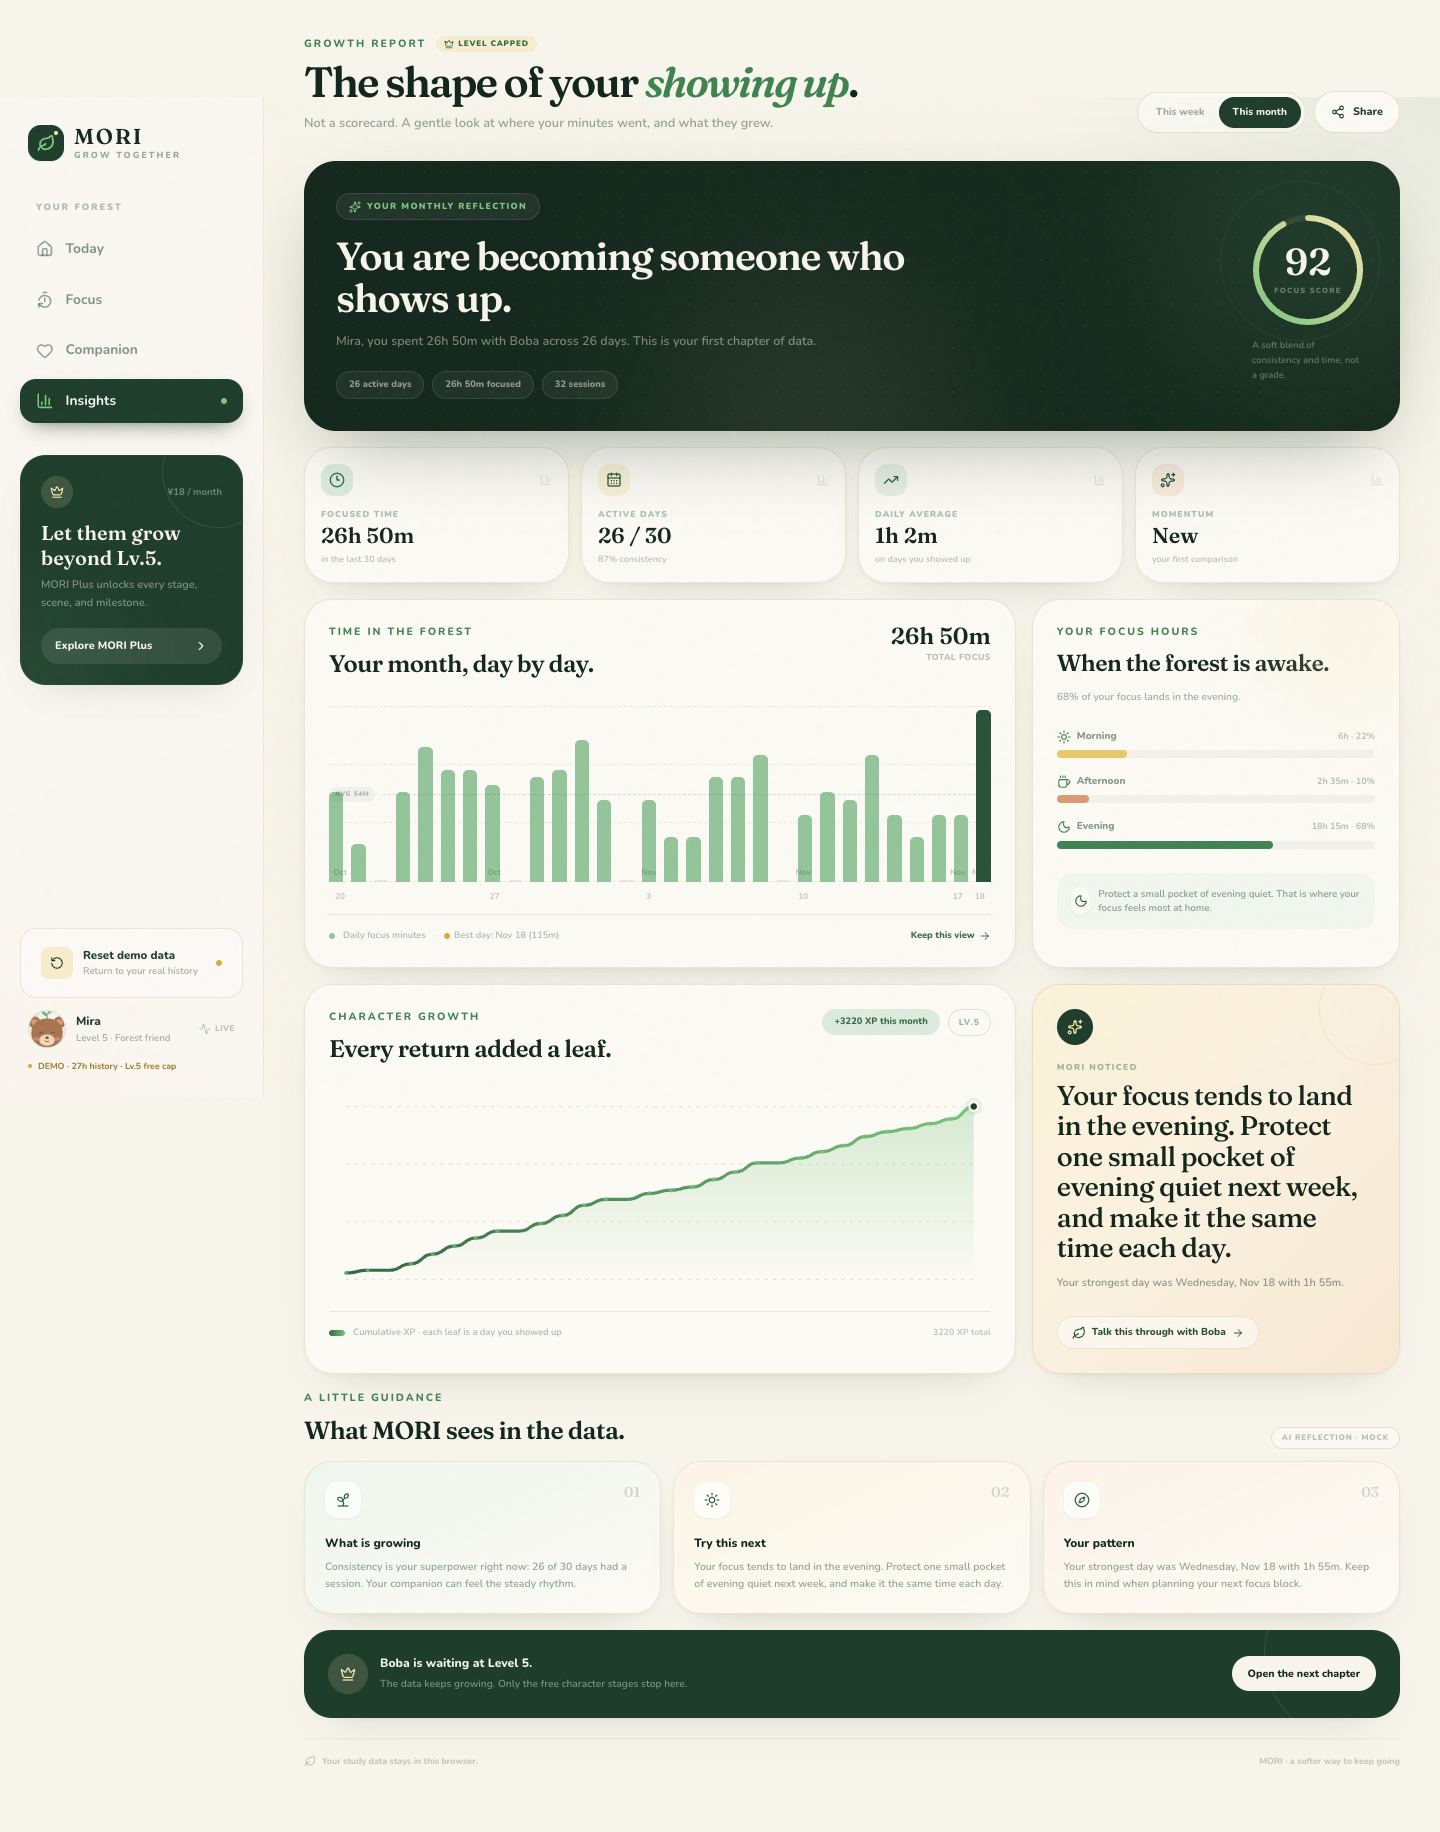 GROWTH REPORT
LEVEL CAPPED
The shape of your showing up.
Not a scorecard. A gentle look at where your minutes went, and what they grew.
This week
This month
Share
MORI
GROW TOGETHER
YOUR FOREST
Today
Focus
Companion
Insights
¥18 / month
Let them grow
beyond Lv.5.
MORI Plus unlocks every stage,
scene, and milestone.
Explore MORI Plus
Reset demo data
Return to your real history
Mira
Level 5 · Forest friend
LIVE
DEMO · 27h history · Lv.5 free cap
YOUR MONTHLY REFLECTION
You are becoming someone who
shows up.
Mira, you spent 26h 50m with Boba across 26 days. This is your first chapter of data.
26 active days
26h 50m focused
32 sessions
92
FOCUS SCORE
A soft blend of
consistency and time, not
a grade.
FOCUSED TIME
26h 50m
in the last 30 days
ACTIVE DAYS
26 / 30
87% consistency
DAILY AVERAGE
1h 2m
on days you showed up
MOMENTUM
New
your first comparison
TIME IN THE FOREST
Your month, day by day.
26h 50m
TOTAL FOCUS
AVG 54M
Oct
Oct
Nov
Nov
Nov
20
27
3
10
17
18
Daily focus minutes · Best day: Nov 18 (115m)
Keep this view
YOUR FOCUS HOURS
When the forest is awake.
68% of your focus lands in the evening.
Morning
6h · 22%
Afternoon
2h 35m · 10%
Evening
18h 15m · 68%
Protect a small pocket of evening quiet. That is where your
focus feels most at home.
CHARACTER GROWTH
Every return added a leaf.
+3220 XP this month
LV.5
Cumulative XP · each leaf is a day you showed up
3220 XP total
MORI NOTICED
Your focus tends to land
in the evening. Protect
one small pocket of
evening quiet next week,
and make it the same
time each day.
Your strongest day was Wednesday, Nov 18 with 1h 55m.
Talk this through with Boba
A LITTLE GUIDANCE
What MORI sees in the data.
AI REFLECTION · MOCK
01
What is growing
Consistency is your superpower right now: 26 of 30 days had a
session. Your companion can feel the steady rhythm.
02
Try this next
Your focus tends to land in the evening. Protect one small pocket
of evening quiet next week, and make it the same time each day.
03
Your pattern
Your strongest day was Wednesday, Nov 18 with 1h 55m. Keep
this in mind when planning your next focus block.
Boba is waiting at Level 5.
The data keeps growing. Only the free character stages stop here.
Open the next chapter
Your study data stays in this browser.
MORI · a softer way to keep going